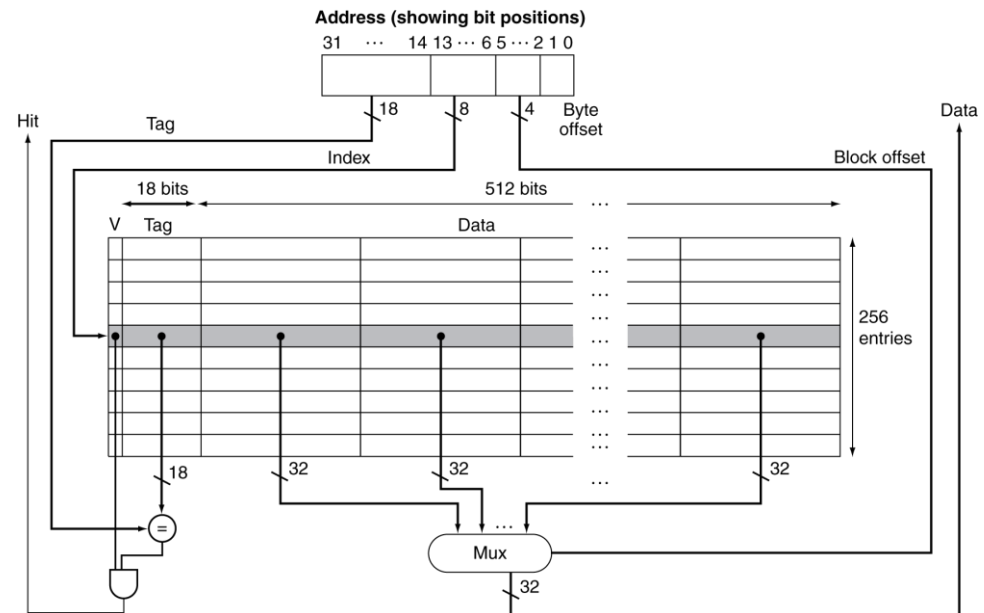 Address (showing bit positions)
31 ··· 14 13 ··· 6 5 ··· 2 1 0
18 8 4 Byte offset
Hit
Tag
Data
Index
Block offset
18 bits
512 bits
...
V Tag Data
...
...
...
...
...
...
...
...
...
...
256 entries
18 32 32 32
...
=
...
Mux
32